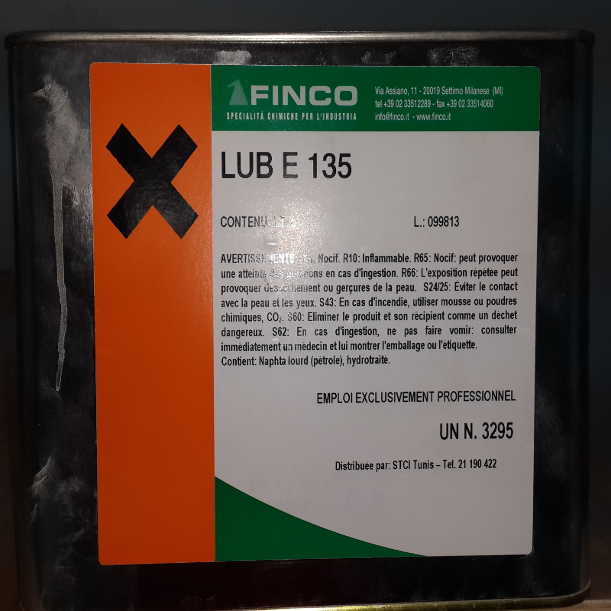 FINCO
SPECIALITÁ CHIMICHE PER L'INDUSTRIA
Via Assiano, 11 - 20019 Settimo Milanese (MI)
tel +39 02 33512289 - fax +39 02 33514060
info@finco.it - www.finco.it
LUB E 135
CONTENU L.: 099813
Nocif. R10: Inflammable. R65: Nocif: peut provoquer
une atteinte en cas d'ingestion. R66: L'exposition répétée peut
provoquer ou gerçures de la peau. S24/25: Eviter le contact
avec la peau et les yeux. S43: En cas d'incendie, utiliser mousse ou poudres
chimiques, CO₂. S60: Eliminer le produit et son récipient comme un déchet
dangereux. S62: En cas d'ingestion, ne pas faire vomir: consulter
immediatement un médecin et lui montrer l'emballage ou l'etiquette.
Contient: Naphta lourd (pétrole), hydrotraité.
EMPLOI EXCLUSIVEMENT PROFESSIONNEL
UN N. 3295
Distribuée par: STCI Tunis – Tel. 21 190 422